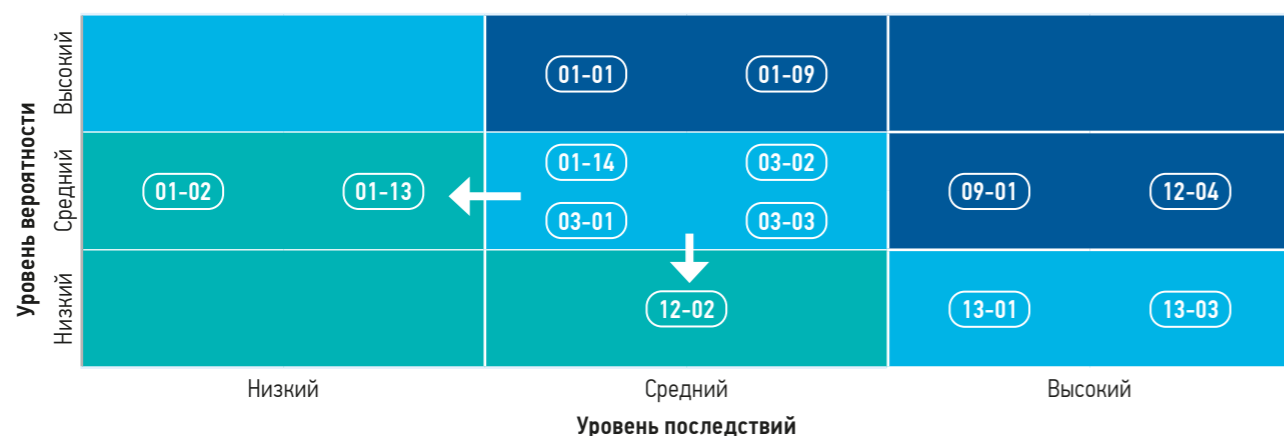 Уровень вероятности
Высокий
01-01 01-09
Средний
01-14 03-02
01-02 01-13
09-01 12-04
03-01 03-03
Низкий
12-02 13-01 13-03
Низкий Средний Высокий
Уровень последствий